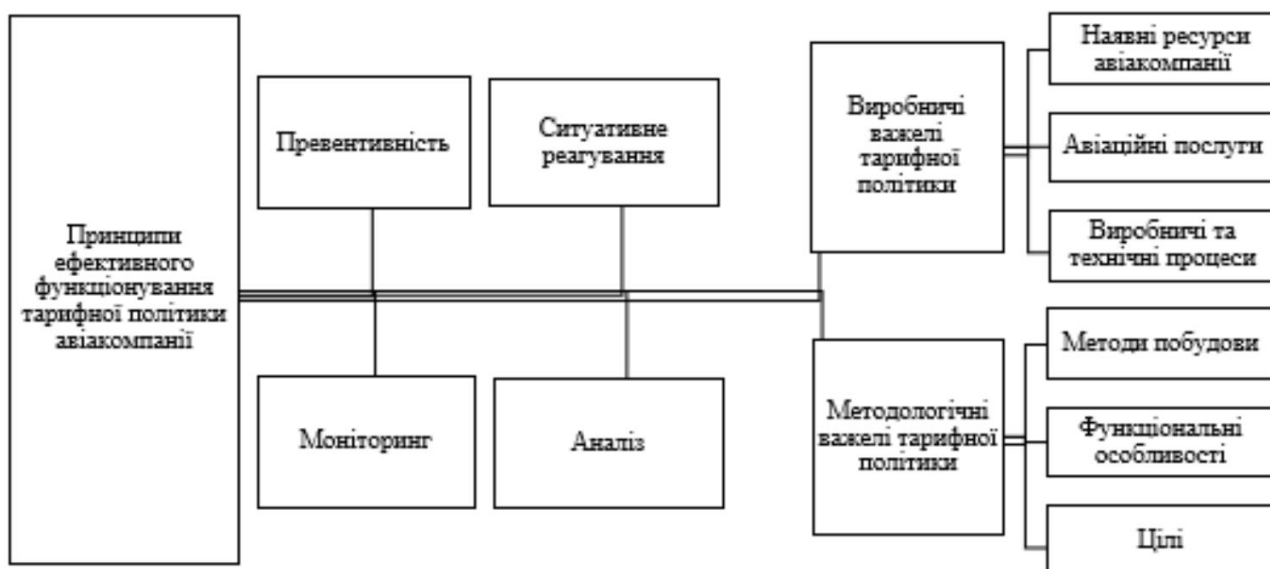 Принципи
ефективного
функціонування
тарифної політики
авіакомпанії
Превентивність
Ситуативне
реагування
Моніторинг
Аналіз
Виробничі
важелі
тарифної
політики
Наявні ресурси
авіакомпанії
Авіаційні послуги
Виробничі та
технічні процеси
Методологічні
важелі тарифної
політики
Методи побудови
Функціональні
особливості
Цілі